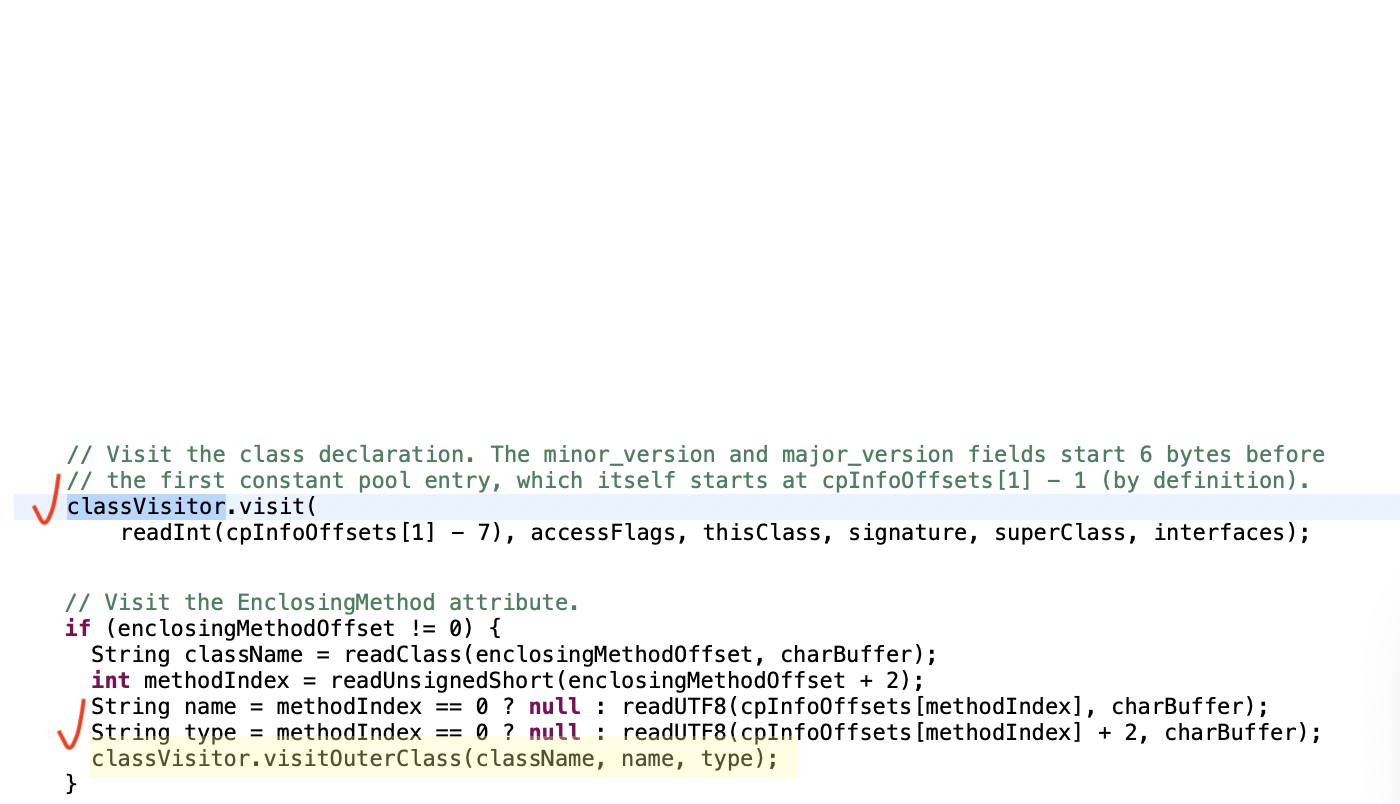 // Visit the class declaration. The minor_version and major_version fields start 6 bytes before
// the first constant pool entry, which itself starts at cpInfoOffsets[1] - 1 (by definition).
classVisitor.visit(
readInt(cpInfoOffsets[1] - 7), accessFlags, thisClass, signature, superClass, interfaces);
// Visit the EnclosingMethod attribute.
if (enclosingMethodOffset != 0) {
String className = readClass(enclosingMethodOffset, charBuffer);
int methodIndex = readUnsignedShort(enclosingMethodOffset + 2);
String name = methodIndex == 0 ? null : readUTF8(cpInfoOffsets[methodIndex], charBuffer);
String type = methodIndex == 0 ? null : readUTF8(cpInfoOffsets[methodIndex] + 2, charBuffer);
classVisitor.visitOuterClass(className, name, type);
}